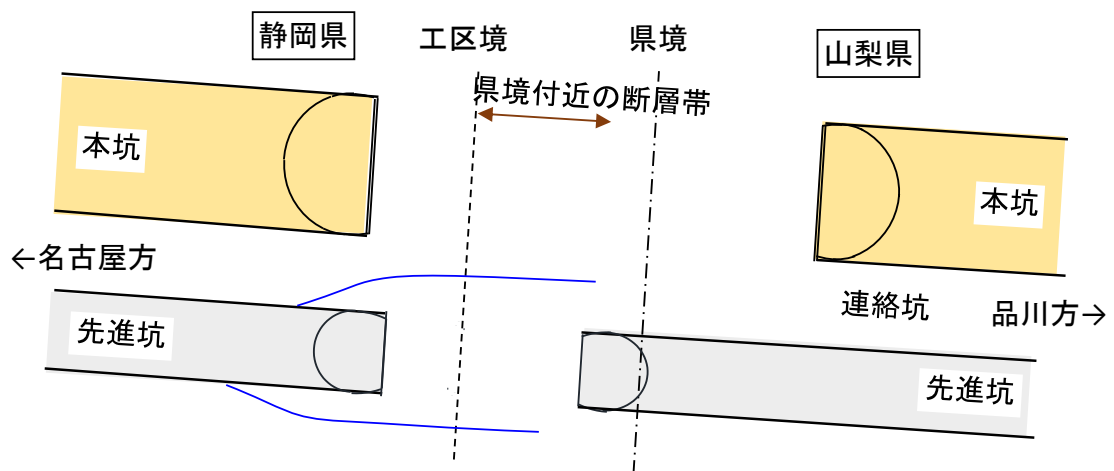 静岡県
工区境
県境
山梨県
県境付近の断層帯
本坑
本坑
←名古屋方
連絡坑
品川方→
先進坑
先進坑